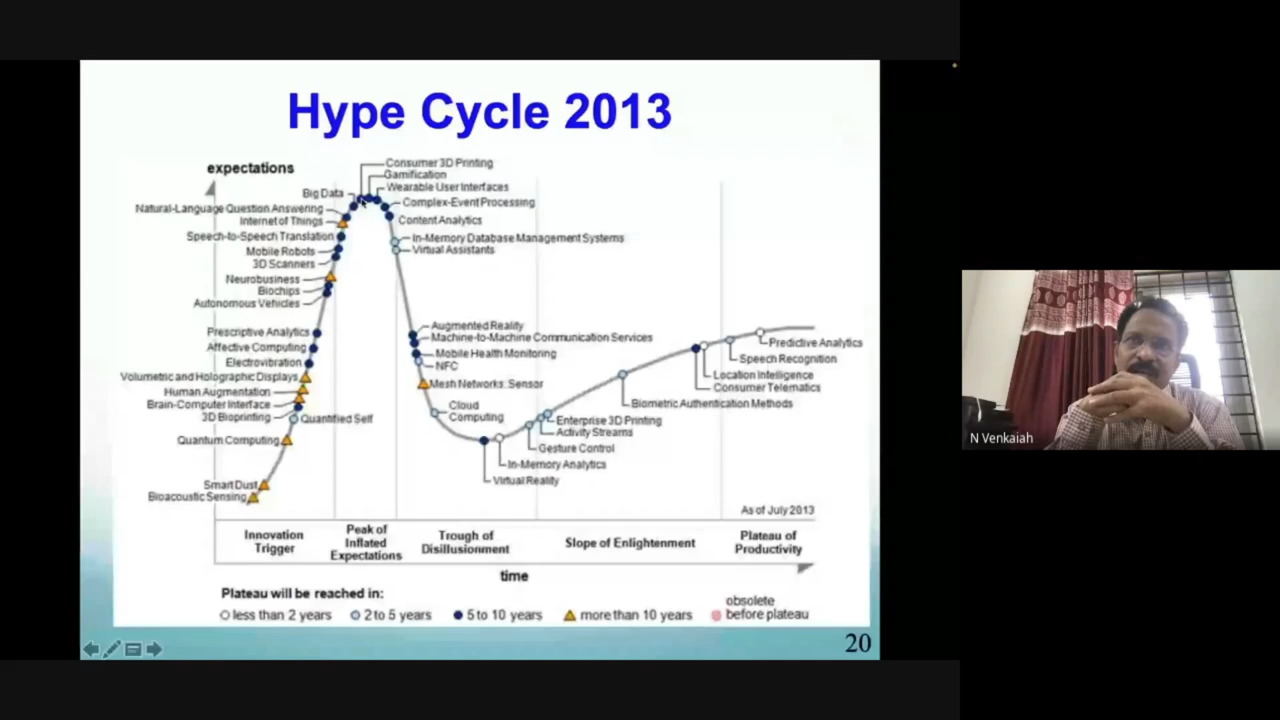 Hype Cycle 2013
expectations
Consumer 3D Printing
Gamification
Big Data
Wearable User Interfaces
Complex-Event Processing
Natural-Language Question Answering
Content Analytics
Internet of Things
Speech-to-Speech Translation
In-Memory Database Management Systems
Mobile Robots
Virtual Assistants
3D Scanners
Neurobusiness
Biochips
Autonomous Vehicles
Augmented Reality
Prescriptive Analytics
Machine-to-Machine Communication Services
Predictive Analytics
Affective Computing
Mobile Health Monitoring
Speech Recognition
Electrovibration
NFC
Volumetric and Holographic Displays
Location Intelligence
Mesh Networks: Sensor
Consumer Telematics
Human Augmentation
Brain-Computer Interface
Cloud
Computing
Biometric Authentication Methods
3D Bioprinting
Quantified Self
Enterprise 3D Printing
Activity Streams
Quantum Computing
Gesture Control
In-Memory Analytics
Virtual Reality
Smart Dust
Bioacoustic Sensing
As of July 2013
Innovation
Trigger
Peak of
Inflated
Expectations
Trough of
Disillusionment
Slope of Enlightenment
Plateau of
Productivity
time
Plateau will be reached in:
less than 2 years
2 to 5 years
5 to 10 years
more than 10 years
obsolete
before plateau
20
N Venkaiah